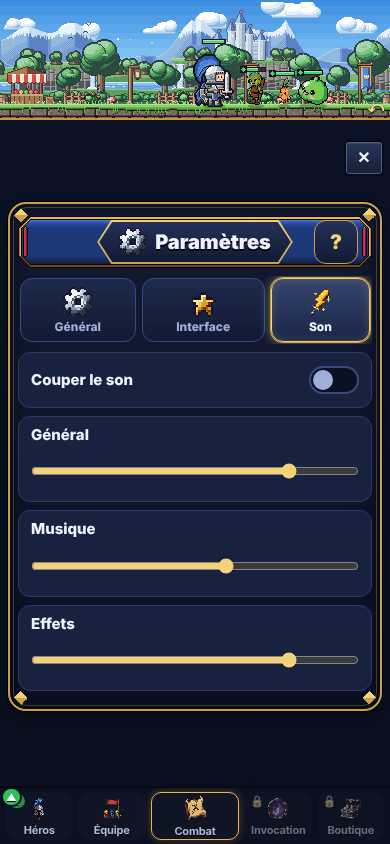 Paramètres
?
Général
Interface
Son
Couper le son
Général
Musique
Effets
Héros
Équipe
Combat
Invocation
Boutique